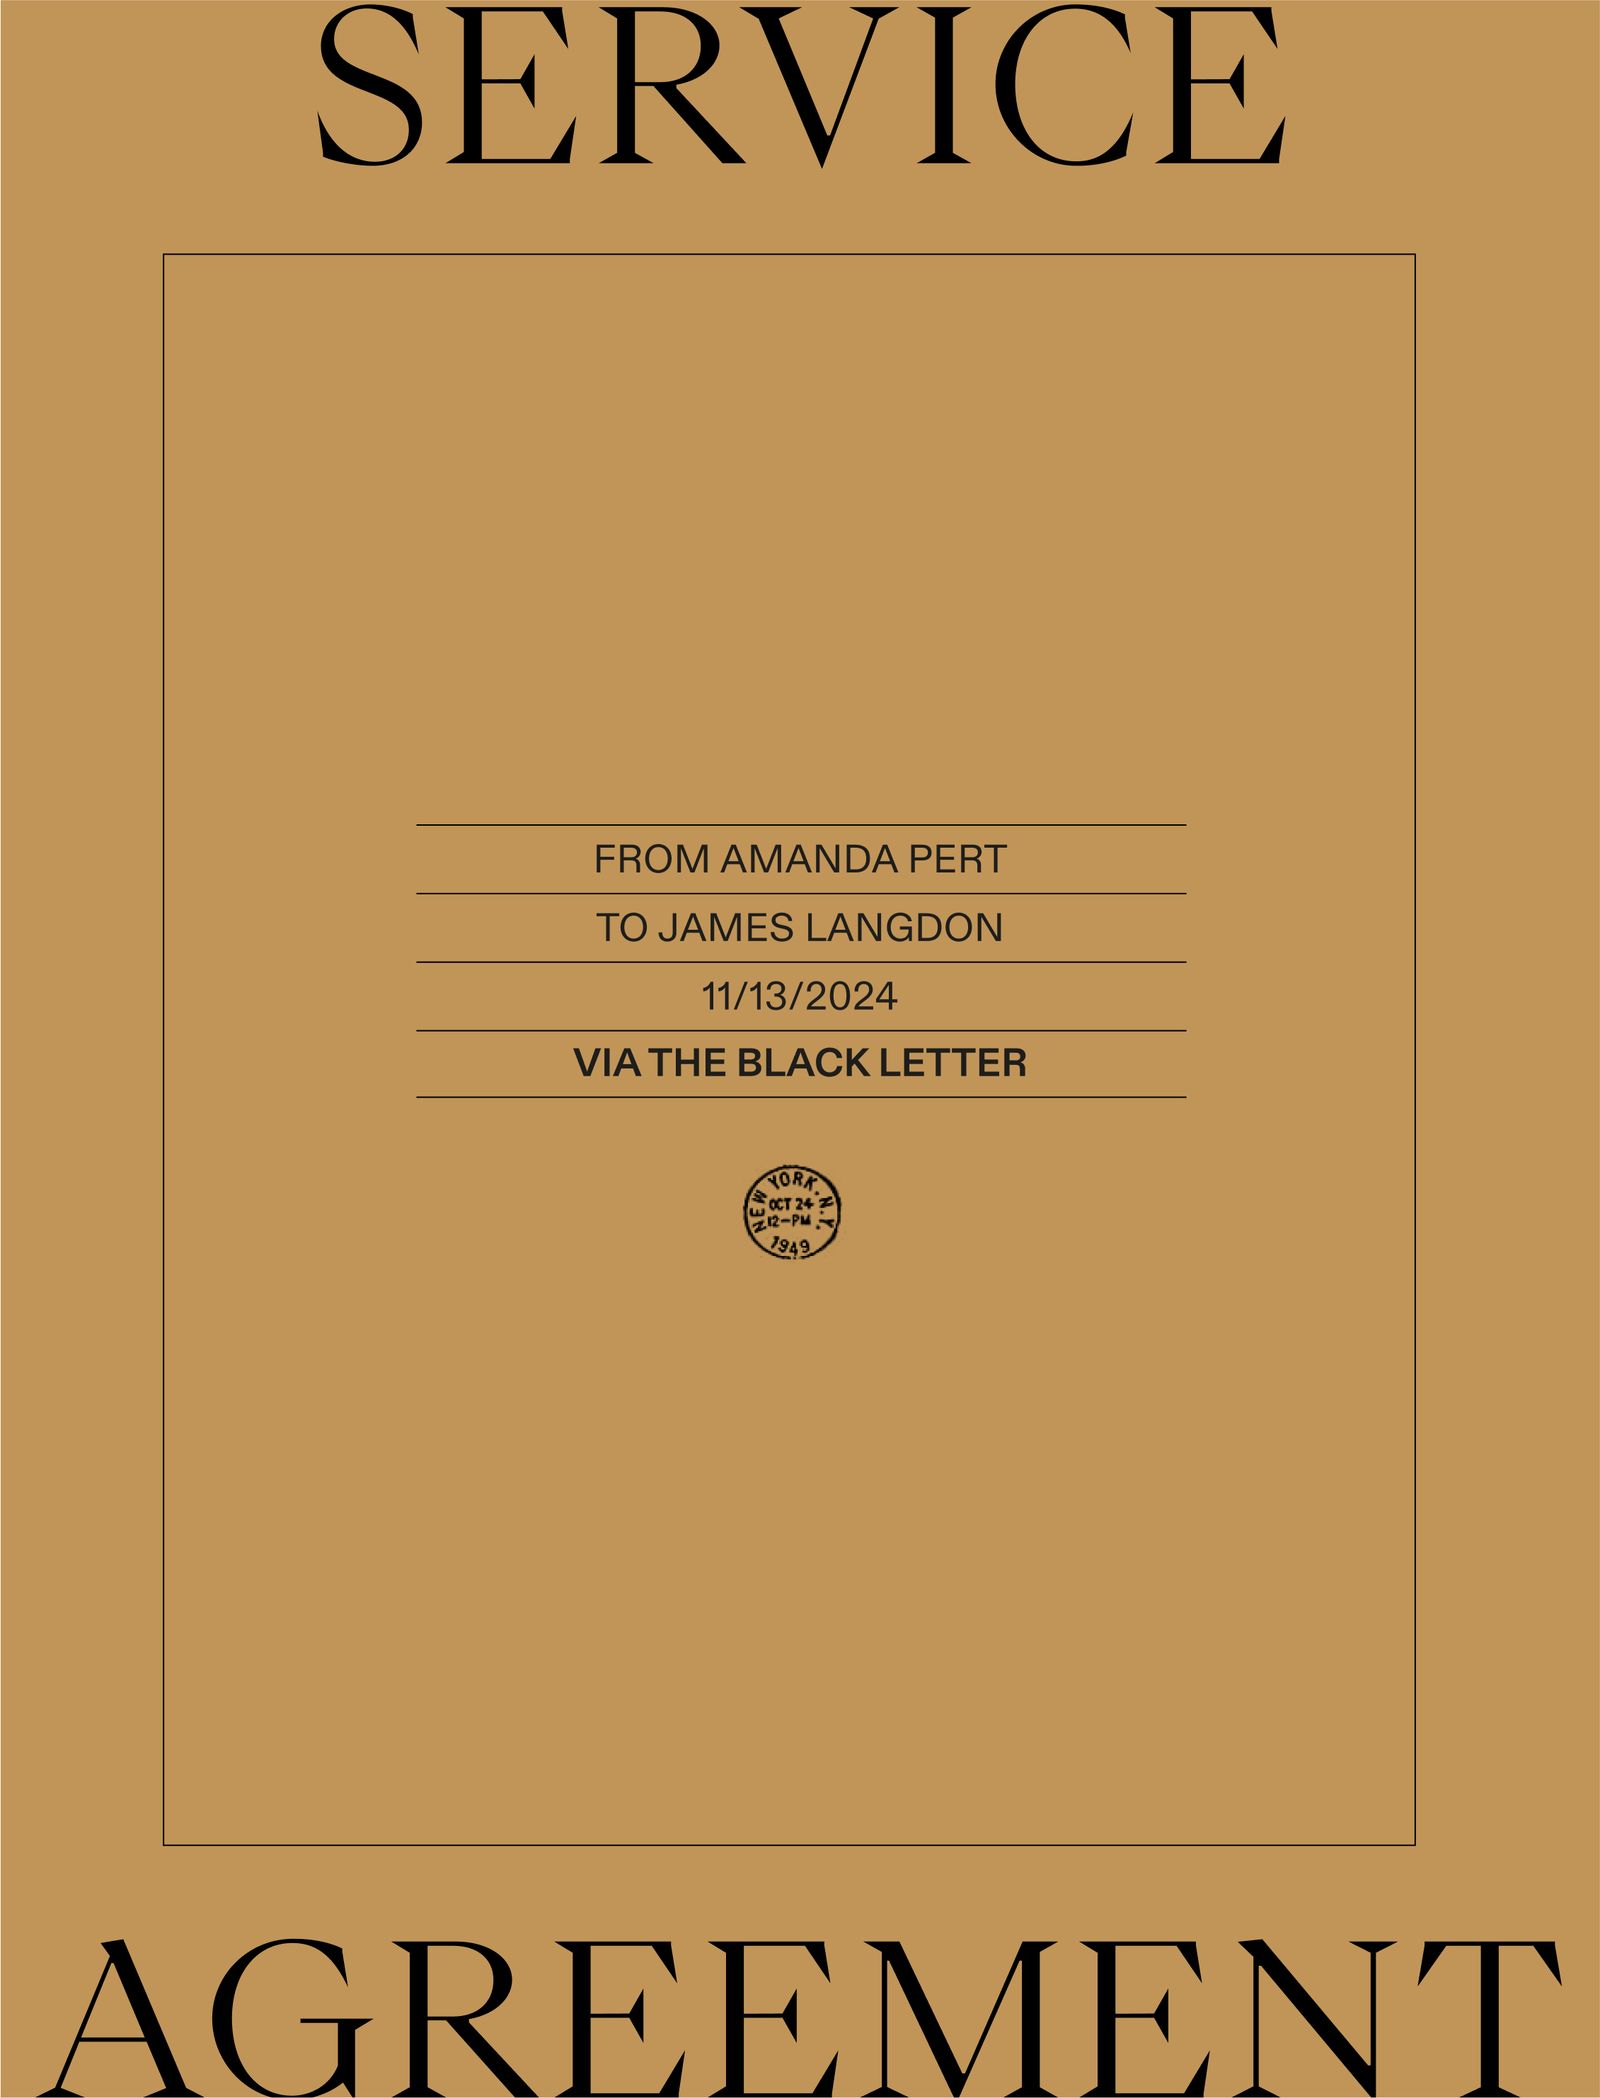 SERVICE
FROM AMANDA PERT
TO JAMES LANGDON
11/13/2024
VIA THE BLACK LETTER
NEW YORK, N.Y.
OCT 24
12-PM
1949
AGREEMENT